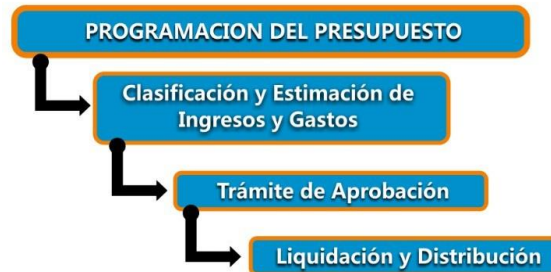 PROGRAMACION DEL PRESUPUESTO
Clasificación y Estimación de
Ingresos y Gastos
Trámite de Aprobación
Liquidación y Distribución